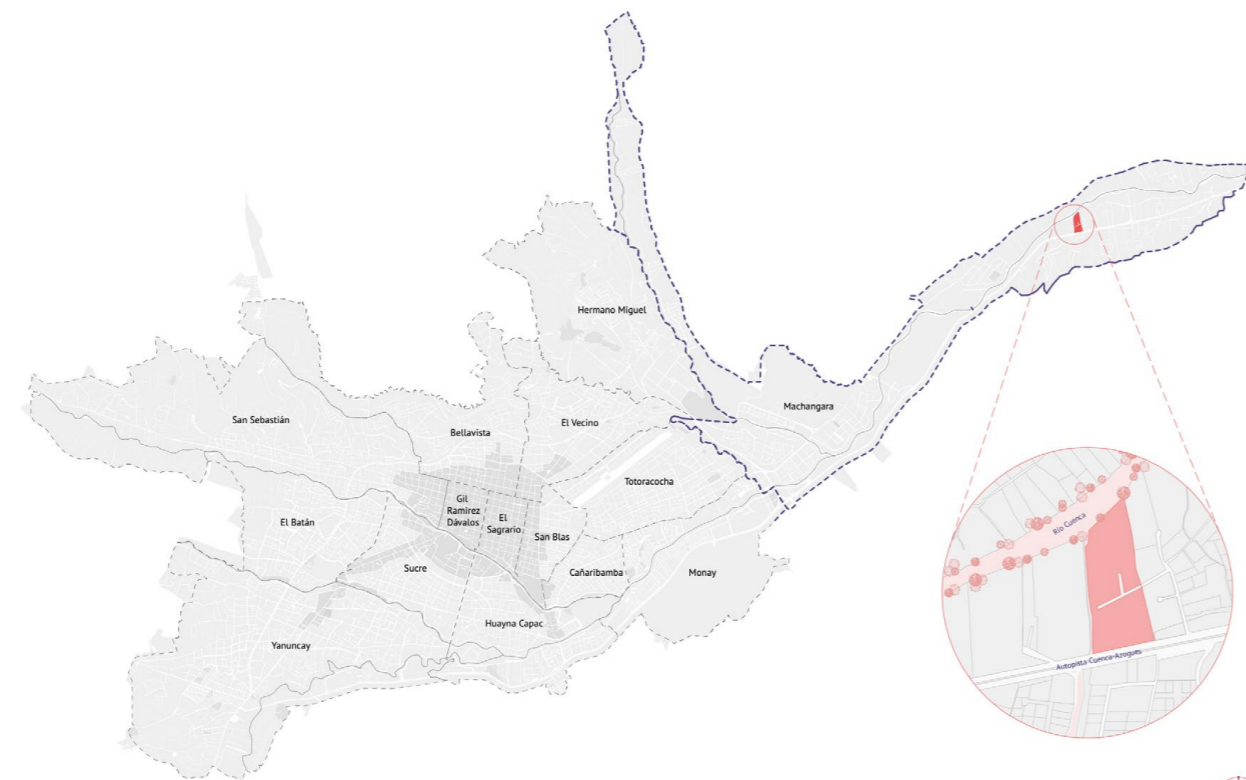 Hermano Miguel
Machangara
San Sebastián
Bellavista
El Vecino
Totoracocha
Gil
Ramirez
Dávalos
El
Sagrario
San Blas
El Batán
Sucre
Cañaribamba
Monay
Huayna Capac
Yanuncay
Río Cuenca
Autopista Cuenca-Azogues